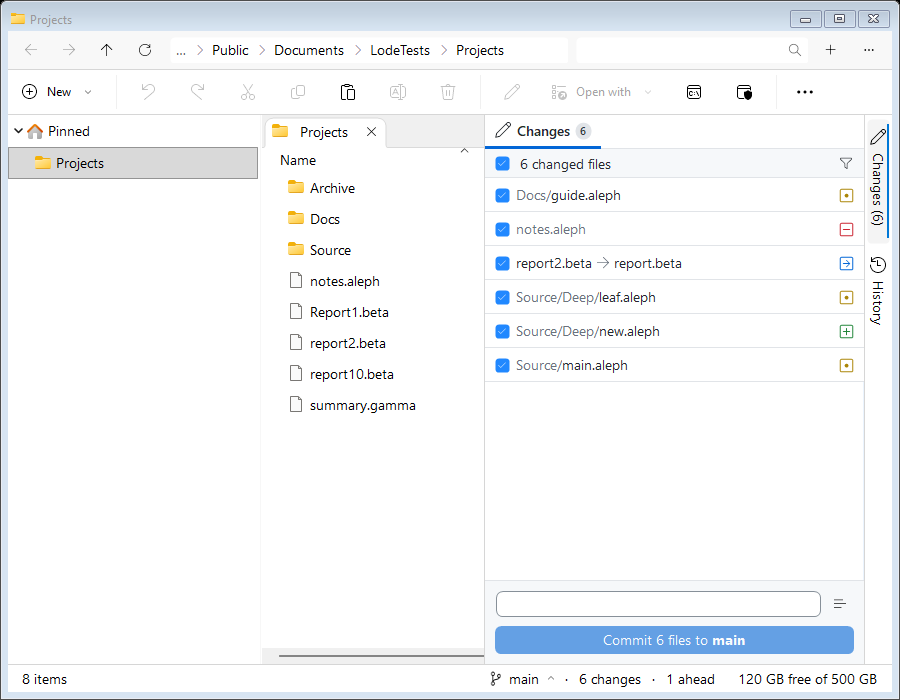 Projects
... Public Documents LodeTests Projects
New Open with
Pinned
Projects
Projects
Name
Archive
Docs
Source
notes.aleph
Report1.beta
report2.beta
report10.beta
summary.gamma
Changes 6
6 changed files
Docs/guide.aleph
notes.aleph
report2.beta → report.beta
Source/Deep/leaf.aleph
Source/Deep/new.aleph
Source/main.aleph
Commit 6 files to main
Changes (6)
History
8 items
main · 6 changes · 1 ahead 120 GB free of 500 GB